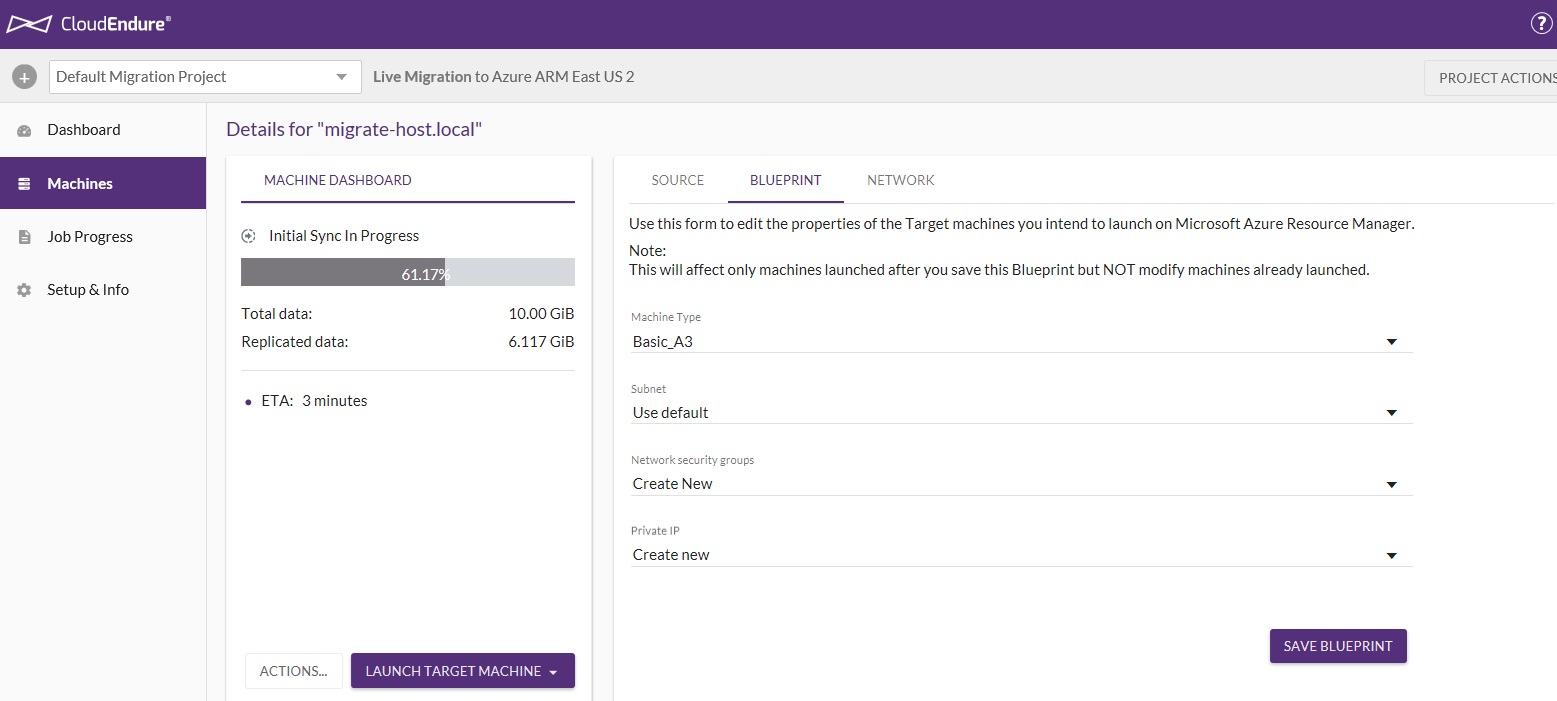 CloudEndure®
?
+
Default Migration Project
Live Migration to Azure ARM East US 2
PROJECT ACTIONS
Dashboard
Machines
Job Progress
Setup & Info
Details for "migrate-host.local"
MACHINE DASHBOARD
Initial Sync In Progress
61.17%
Total data: 10.00 GiB
Replicated data: 6.117 GiB
ETA: 3 minutes
ACTIONS...
LAUNCH TARGET MACHINE
SOURCE BLUEPRINT NETWORK
Use this form to edit the properties of the Target machines you intend to launch on Microsoft Azure Resource Manager.
Note:
This will affect only machines launched after you save this Blueprint but NOT modify machines already launched.
Machine Type
Basic_A3
Subnet
Use default
Network security groups
Create New
Private IP
Create new
SAVE BLUEPRINT